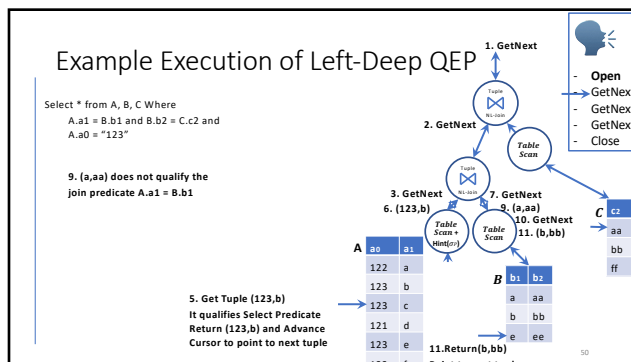 Example Execution of Left-Deep QEP
1. GetNext
- Open
- GetNex
- GetNex
- GetNex
- Close
Select * from A, B, C Where
A.a1 = B.b1 and B.b2 = C.c2 and
A.a0 = “123”
Tuple
NL-Join
2. GetNext
Table
Scan
9. (a,aa) does not qualify the
join predicate A.a1 = B.b1
Tuple
NL-Join
3. GetNext
6. (123,b)
7. GetNext
9. (a,aa)
10. GetNext
11. (b,bb)
Table
Scan +
Hint(σP)
Table
Scan
C
c2
aa
bb
ff
A
a0 a1
122 a
123 b
123 c
121 d
123 e
B
b1 b2
a aa
b bb
e ee
5. Get Tuple (123,b)
It qualifies Select Predicate
Return (123,b) and Advance
Cursor to point to next tuple
11.Return(b,bb)
50